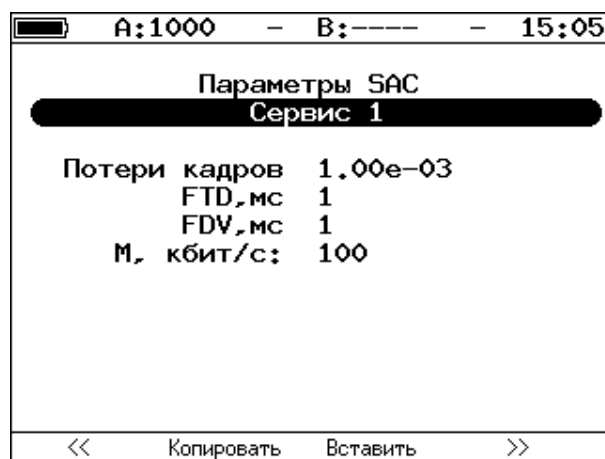 A:1000 – B:---- – 15:05
Параметры SAC
Сервис 1
Потери кадров 1.00e-03
FTD,мс 1
FDV,мс 1
М, кбит/с: 100
<< Копировать Вставить >>